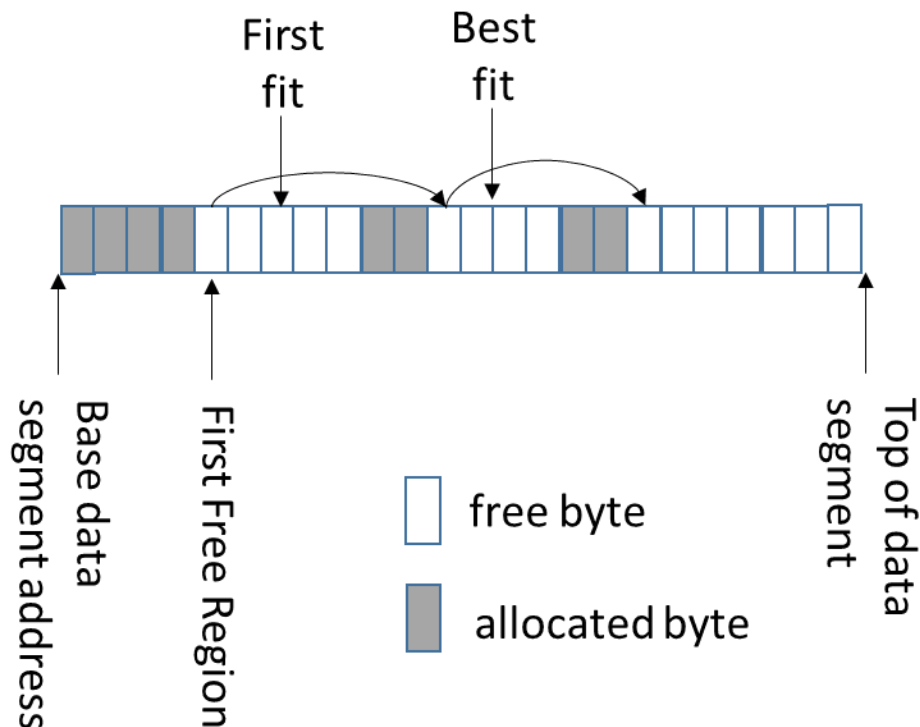 First
fit
Best
fit
Base data
segment address
First Free Region
Top of data
segment
free byte
allocated byte